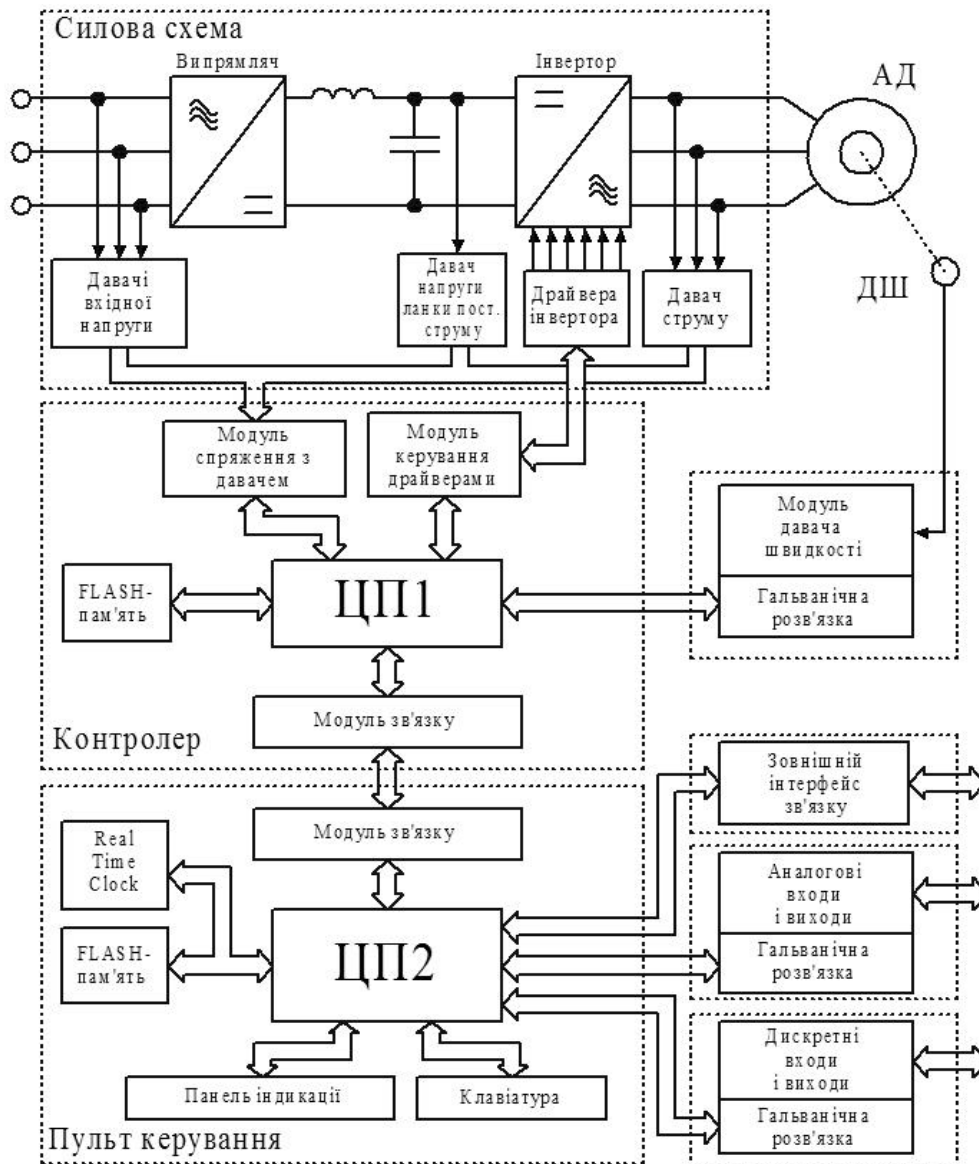 Силова схема
Випрямляч
Інвертор
АД
Давачі
вхідної
напруги
Давач
напруги
ланки пост.
струму
Драйвера
інвертора
Давач
струму
ДШ
Модуль
спряження з
давачем
Модуль
керування
драйверами
Модуль
давача
швидкості
Гальванічна
розв'язка
FLASH-
пам'ять
ЦП1
Модуль зв'язку
Контролер
Зовнішній
інтерфейс
зв'язку
Модуль зв'язку
Real
Time
Clock
FLASH-
пам'ять
ЦП2
Аналогові
входи
і виходи
Гальванічна
розв'язка
Дискретні
входи
і виходи
Гальванічна
розв'язка
Панель індикації
Клавіатура
Пульт керування